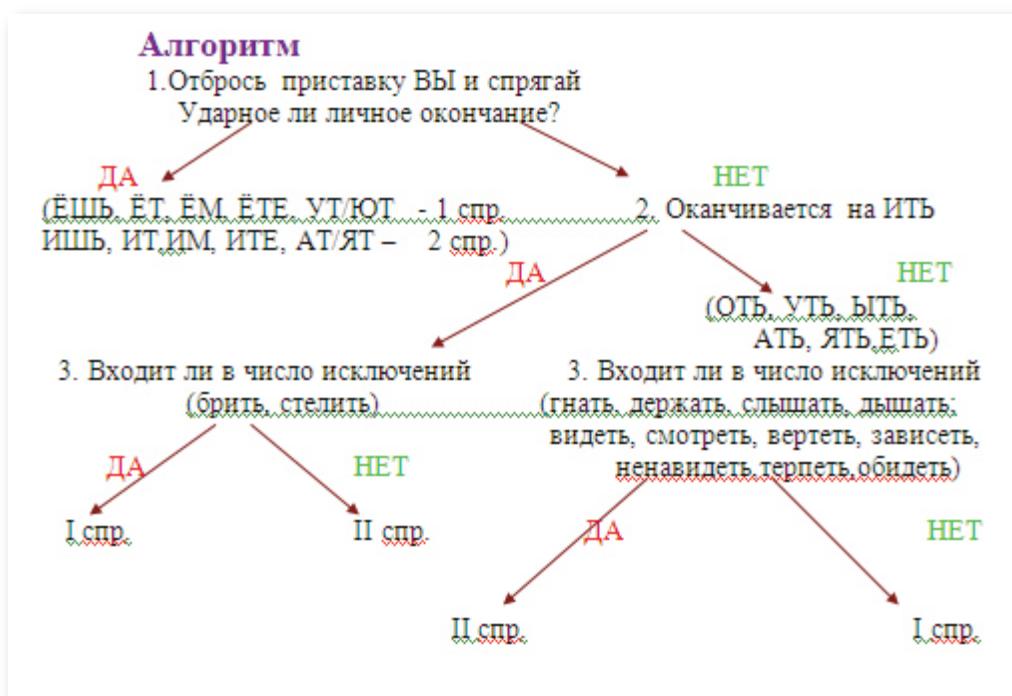 Алгоритм
1.Отбрось приставку ВЫ и спрягай
Ударное ли личное окончание?
ДА НЕТ
(ЁШЬ, ЁТ, ЁМ, ЁТЕ, УТ/ЮТ - 1 спр. 2. Оканчивается на ИТЬ
ИШЬ, ИТ,ИМ, ИТЕ, АТ/ЯТ – 2 спр.)
ДА НЕТ
(ОТЬ, УТЬ, ЫТЬ,
АТЬ, ЯТЬ,ЕТЬ)
3. Входит ли в число исключений 3. Входит ли в число исключений
(брить, стелить) (гнать, держать, слышать, дышать;
видеть, смотреть, вертеть, зависеть,
ненавидеть,терпеть,обидеть)
ДА НЕТ
I спр. II спр. ДА НЕТ
II спр. I спр.